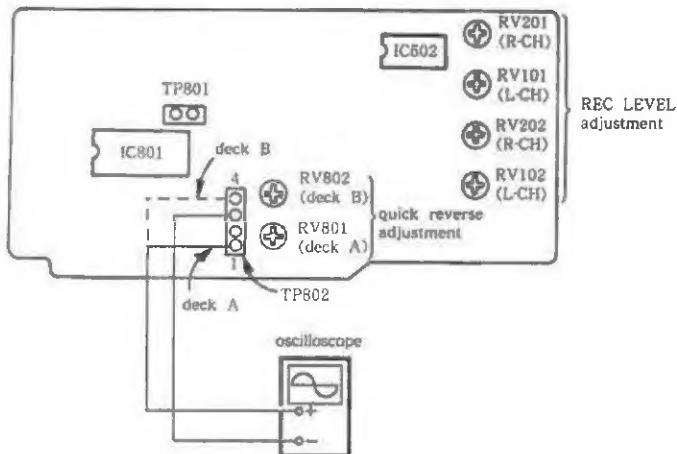 RV201
(R-CH)
IC502
RV101
(L-CH)
TP801
REC LEVEL
adjustment
RV202
(R-CH)
IC801
deck B
RV102
(L-CH)
4
RV802
(deck B)
quick reverse
adjustment
RV801
(deck A)
1
TP802
deck A
oscilloscope
+
−